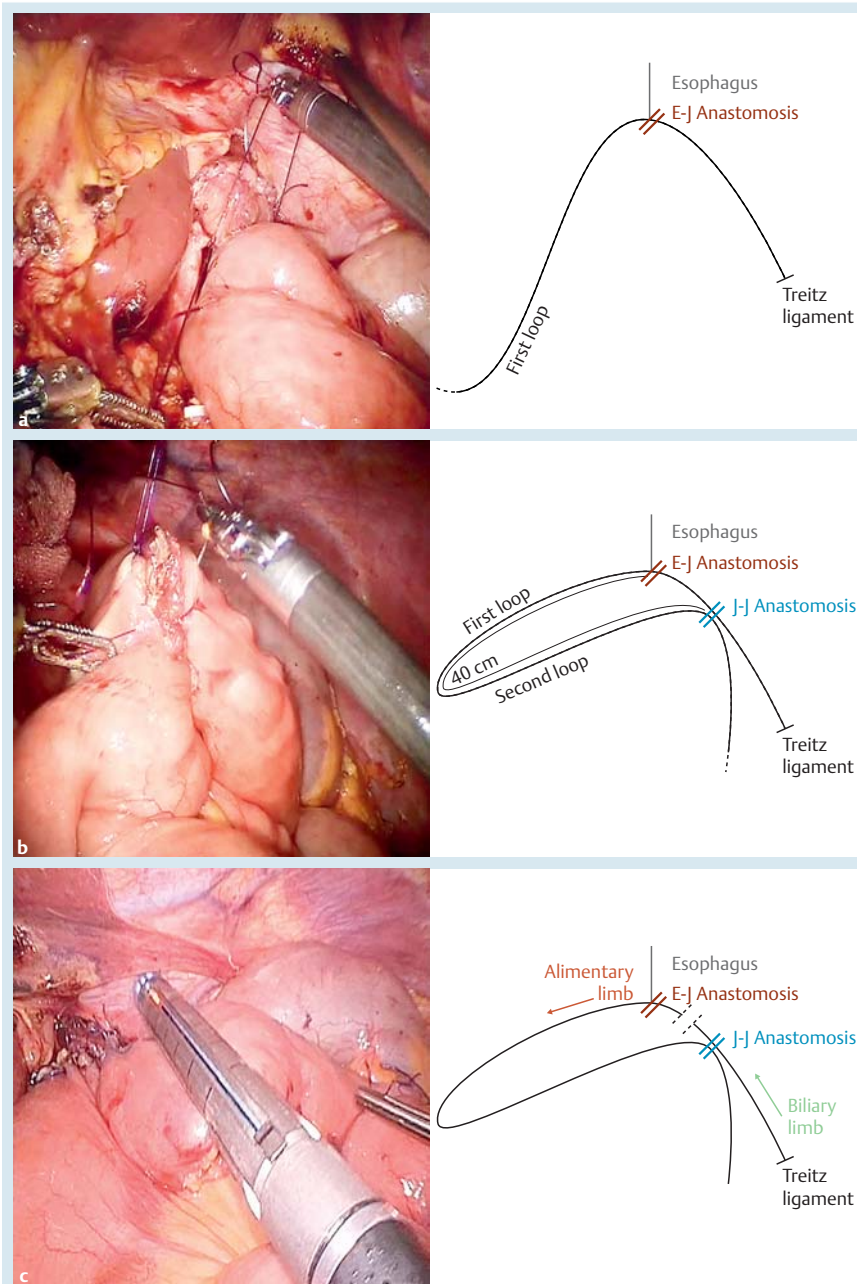 Esophagus
E-J Anastomosis
First loop
Treitz
ligament
a
Esophagus
E-J Anastomosis
J-J Anastomosis
First loop
40 cm
Second loop
Treitz
ligament
b
Alimentary
limb
Esophagus
E-J Anastomosis
J-J Anastomosis
Biliary
limb
Treitz
ligament
c